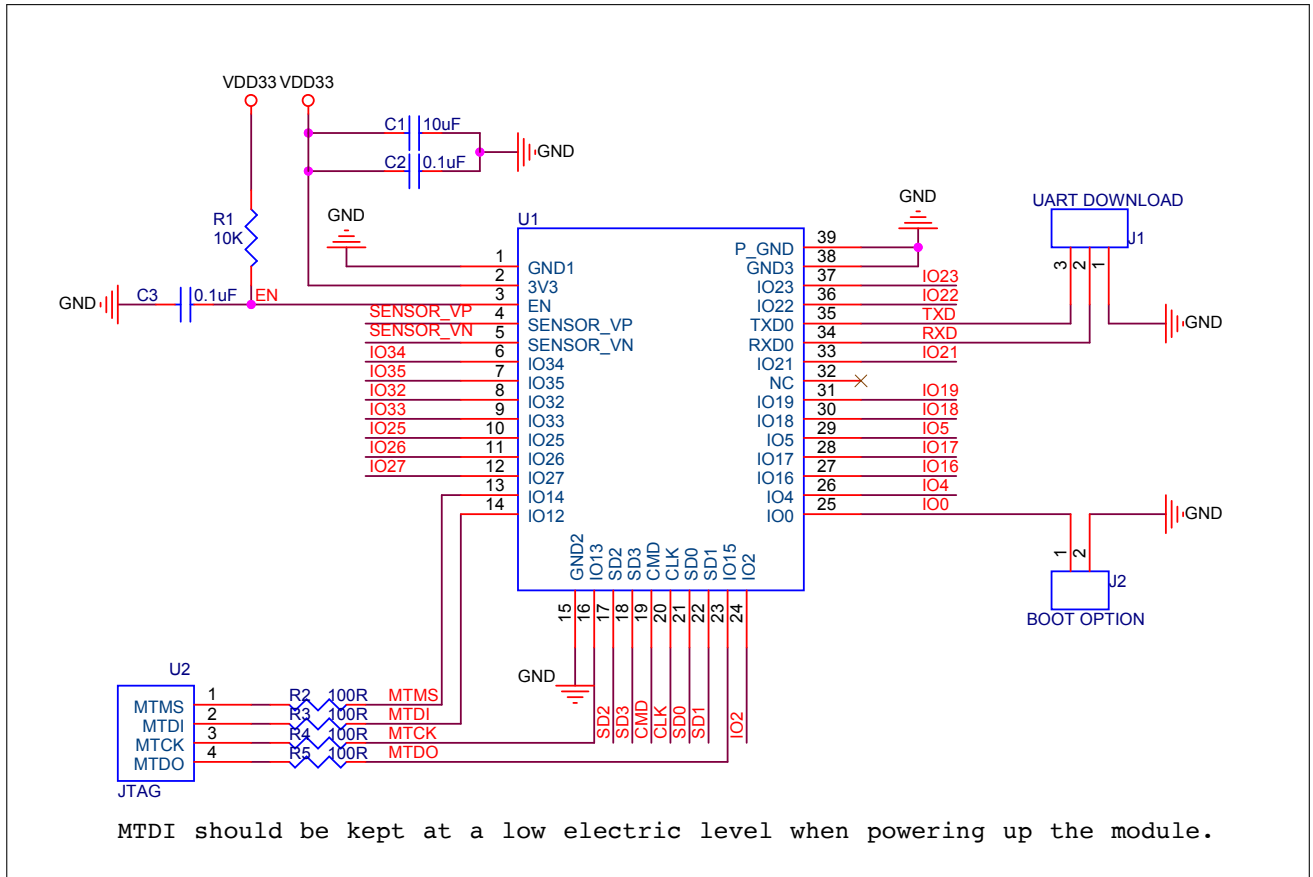 VDD33 VDD33
C1 10uF
C2 0.1uF
GND
R1
10K
C3 0.1uF
GND
EN
GND
U1
1 GND1
2 3V3
3 EN
SENSOR_VP 4 SENSOR_VP
SENSOR_VN 5 SENSOR_VN
IO34 6 IO34
IO35 7 IO35
IO32 8 IO32
IO33 9 IO33
IO25 10 IO25
IO26 11 IO26
IO27 12 IO27
13 IO14
14 IO12
GND
P_GND 39
GND3 38
IO23 37 IO23
IO22 36 IO22
TXD0 35 TXD
RXD0 34 RXD
IO21 33 IO21
NC 32
IO19 31 IO19
IO18 30 IO18
IO5 29 IO5
IO17 28 IO17
IO16 27 IO16
IO4 26 IO4
IO0 25 IO0
UART DOWNLOAD
J1
3 2 1
GND
GND
1 2
J2
BOOT OPTION
GND2 IO13 SD2 SD3 CMD CLK SD0 SD1 IO15 IO2
15 16 17 18 19 20 21 22 23 24
GND
SD2 SD3 CMD CLK SD0 SD1 IO2
U2
MTMS 1 R2 100R MTMS
MTDI 2 R3 100R MTDI
MTCK 3 R4 100R MTCK
MTDO 4 R5 100R MTDO
JTAG
MTDI should be kept at a low electric level when powering up the module.